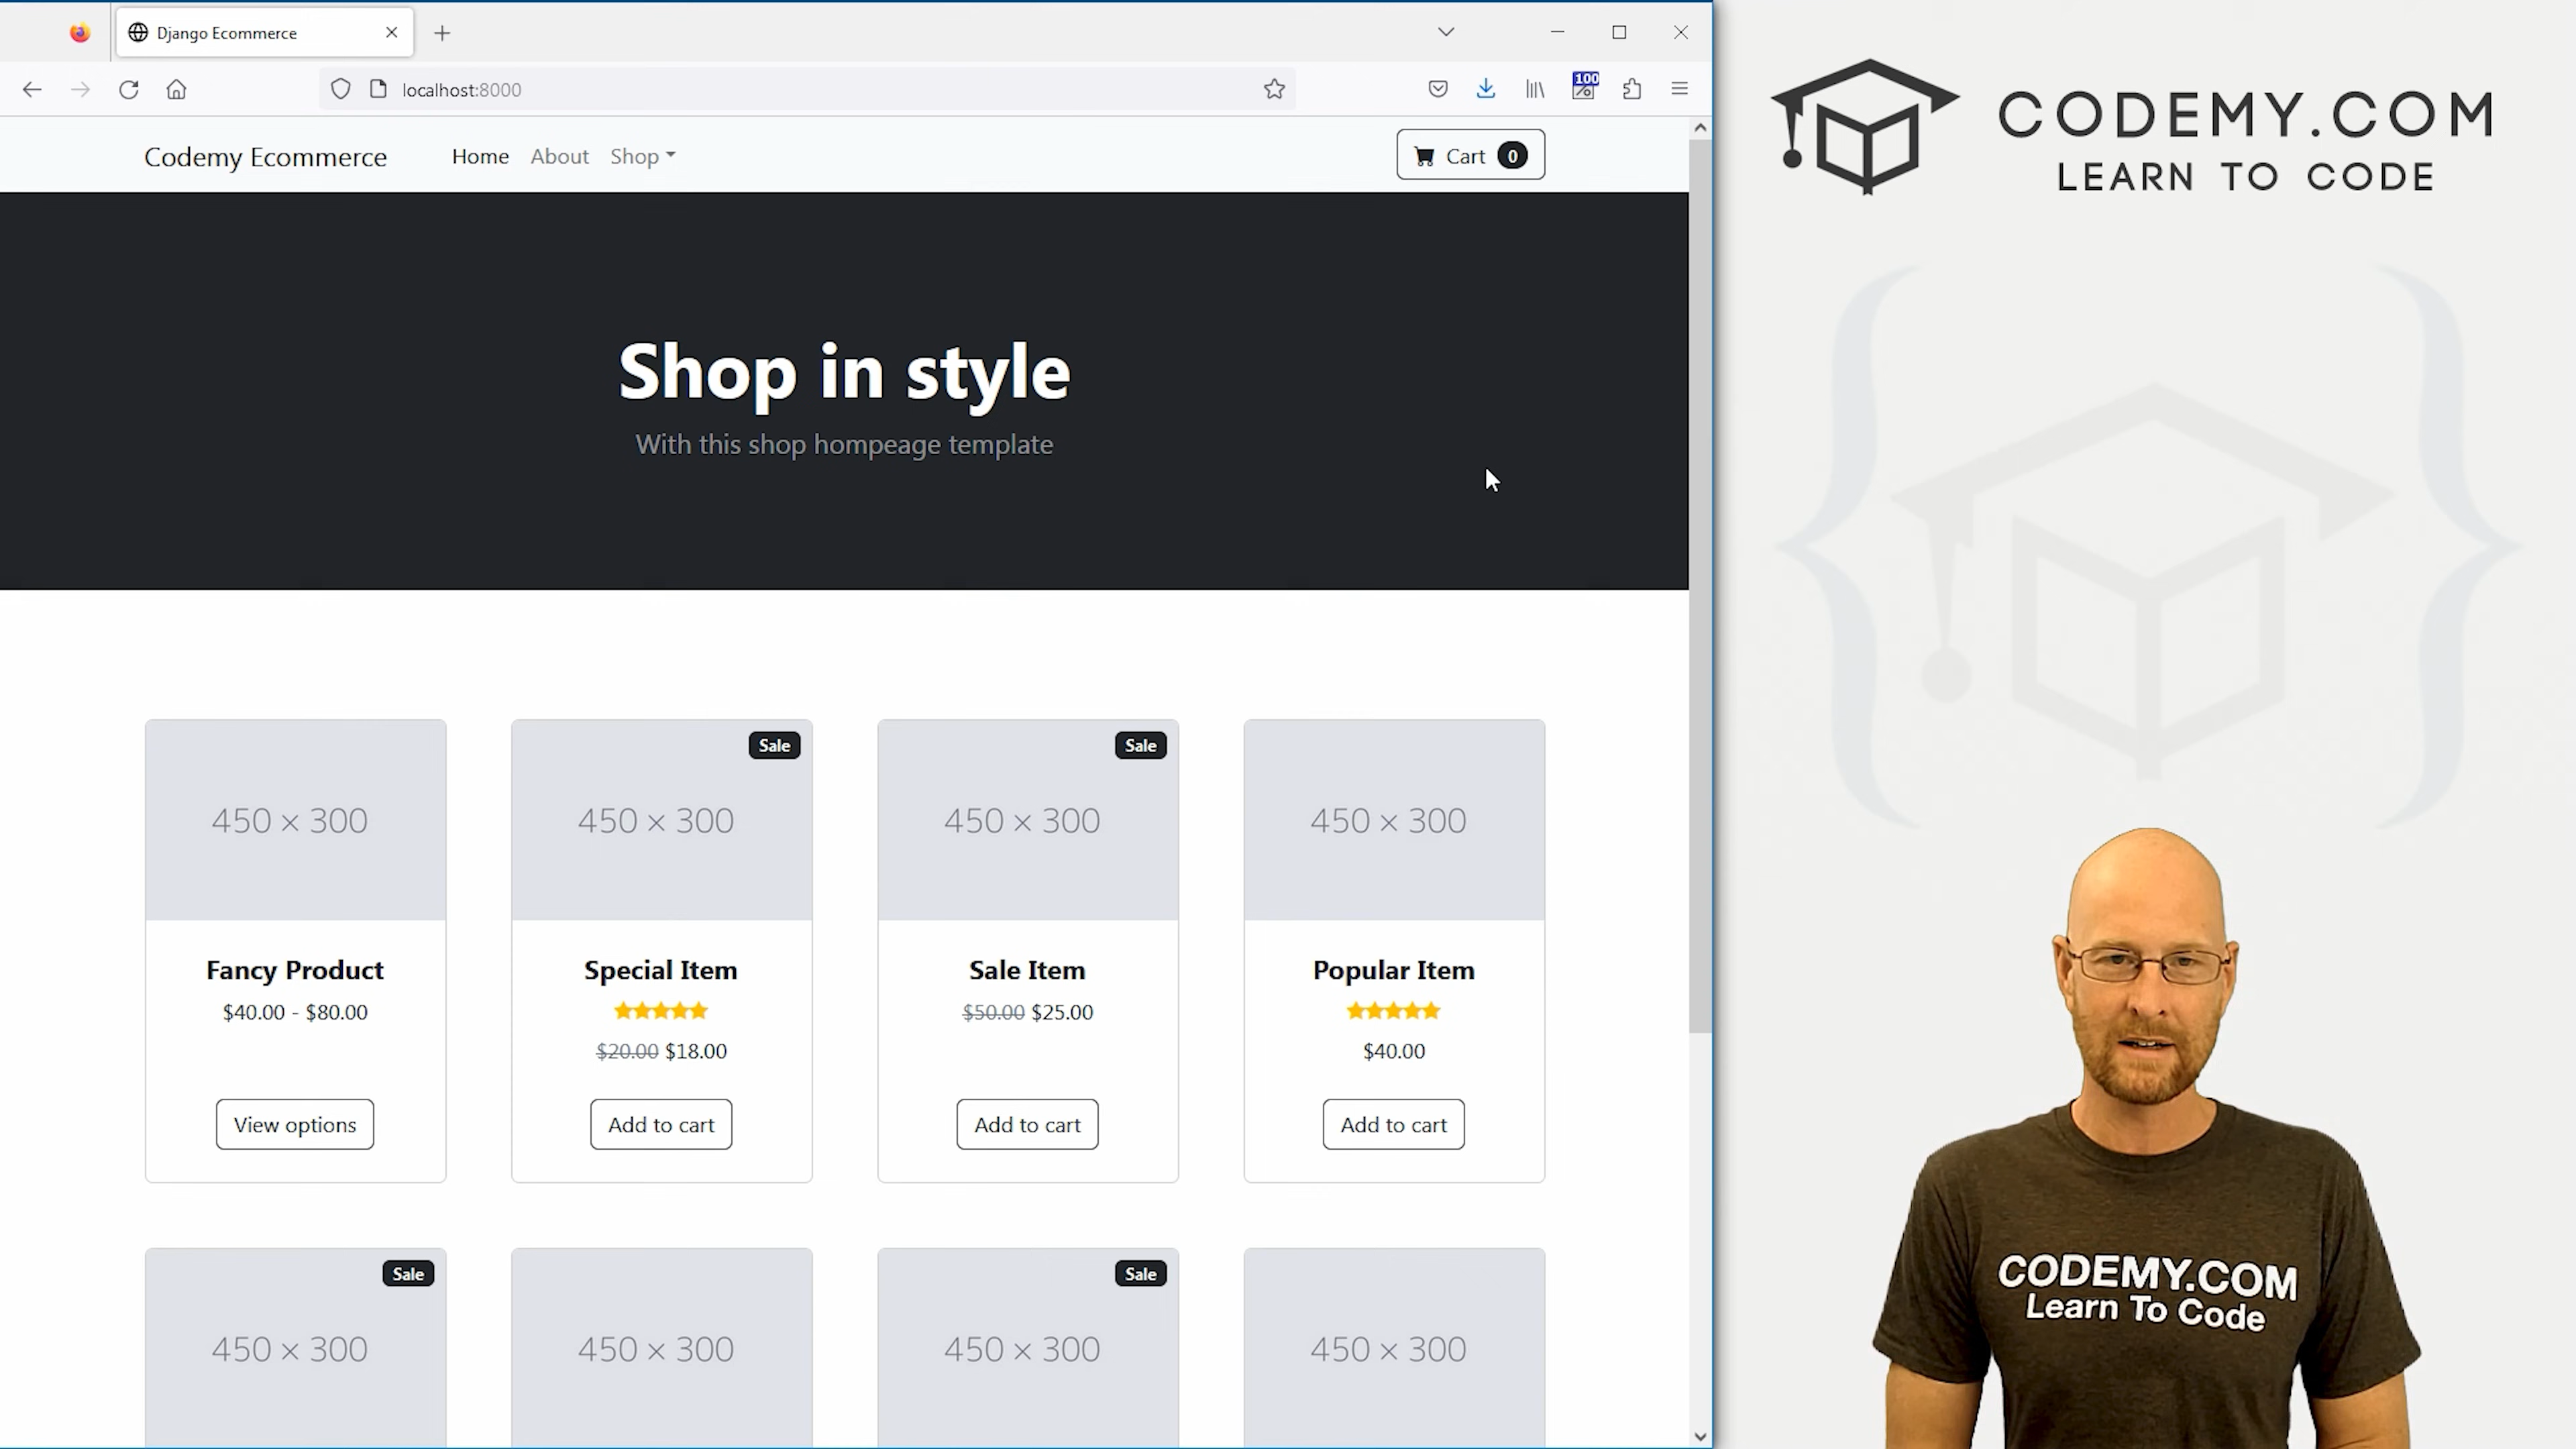 Django Ecommerce
localhost:8000
100
Codemy Ecommerce
Home About Shop
Cart 0
Shop in style
With this shop hompeage template
Sale
Sale
450 × 300
450 × 300
450 × 300
450 × 300
Fancy Product
$40.00 - $80.00
View options
Special Item
$20.00 $18.00
Add to cart
Sale Item
$50.00 $25.00
Add to cart
Popular Item
$40.00
Add to cart
Sale
Sale
450 × 300
450 × 300
450 × 300
450 × 300
CODEMY.COM
LEARN TO CODE
CODEMY.COM
Learn To Code